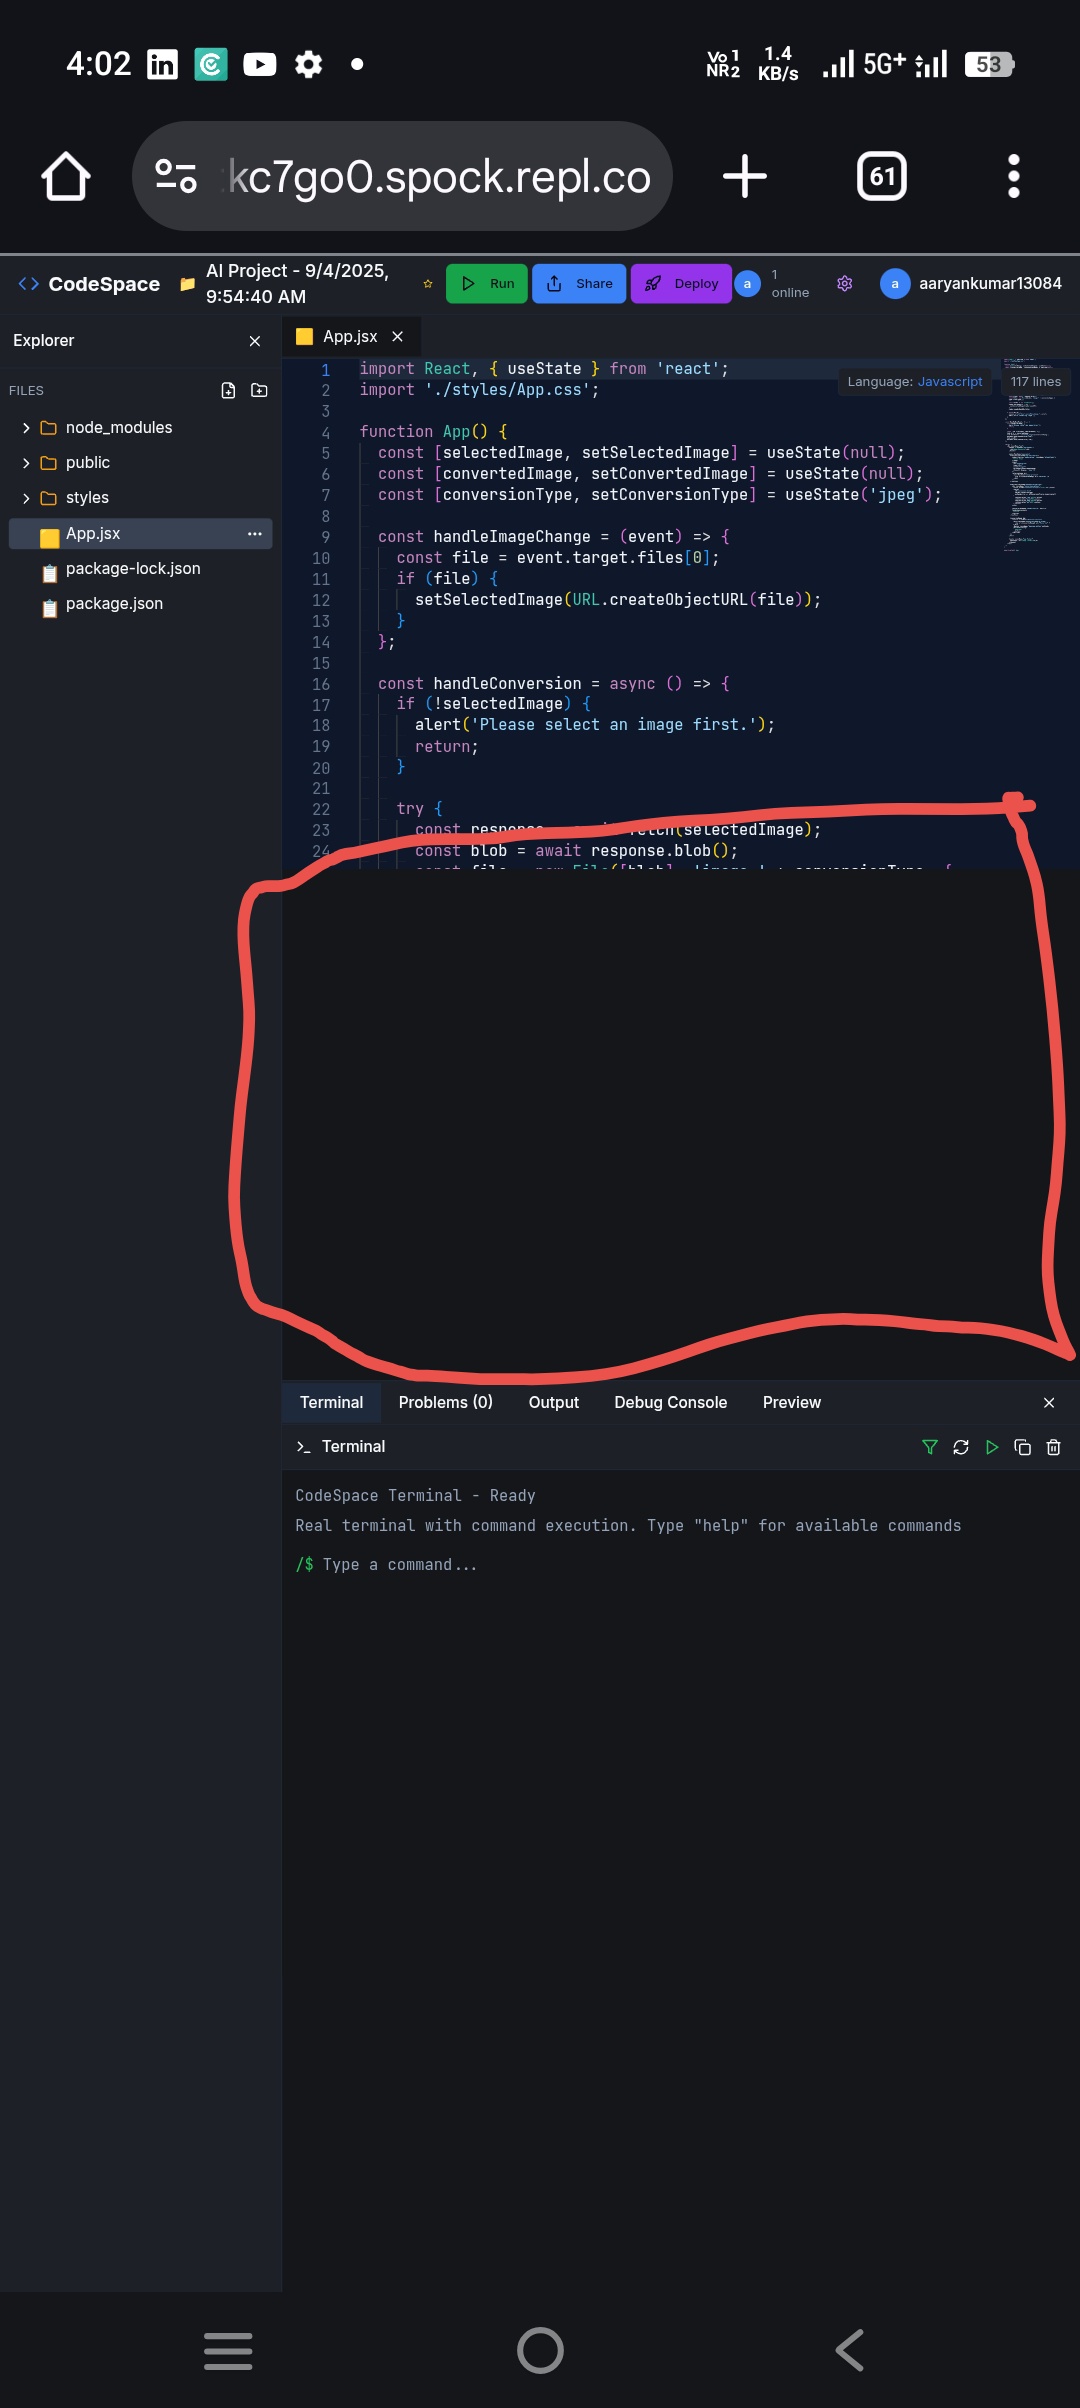 4:02
Vo 1
NR2
1.4
KB/s
5G+
53
kc7go0.spock.repl.co
61
CodeSpace
AI Project - 9/4/2025,
9:54:40 AM
Run
Share
Deploy
a
1
online
a
aaryankumar13084
Explorer
App.jsx
FILES
node_modules
public
styles
App.jsx
package-lock.json
package.json
Language: Javascript
117 lines
1 import React, { useState } from 'react';
2 import './styles/App.css';
3
4 function App() {
5 const [selectedImage, setSelectedImage] = useState(null);
6 const [convertedImage, setConvertedImage] = useState(null);
7 const [conversionType, setConversionType] = useState('jpeg');
8
9 const handleImageChange = (event) => {
10 const file = event.target.files[0];
11 if (file) {
12 setSelectedImage(URL.createObjectURL(file));
13 }
14 };
15
16 const handleConversion = async () => {
17 if (!selectedImage) {
18 alert('Please select an image first.');
19 return;
20 }
21
22 try {
23 const response fetch(selectedImage);
24 const blob = await response.blob();
Terminal
Problems (0)
Output
Debug Console
Preview
Terminal
CodeSpace Terminal - Ready
Real terminal with command execution. Type "help" for available commands
/$ Type a command...